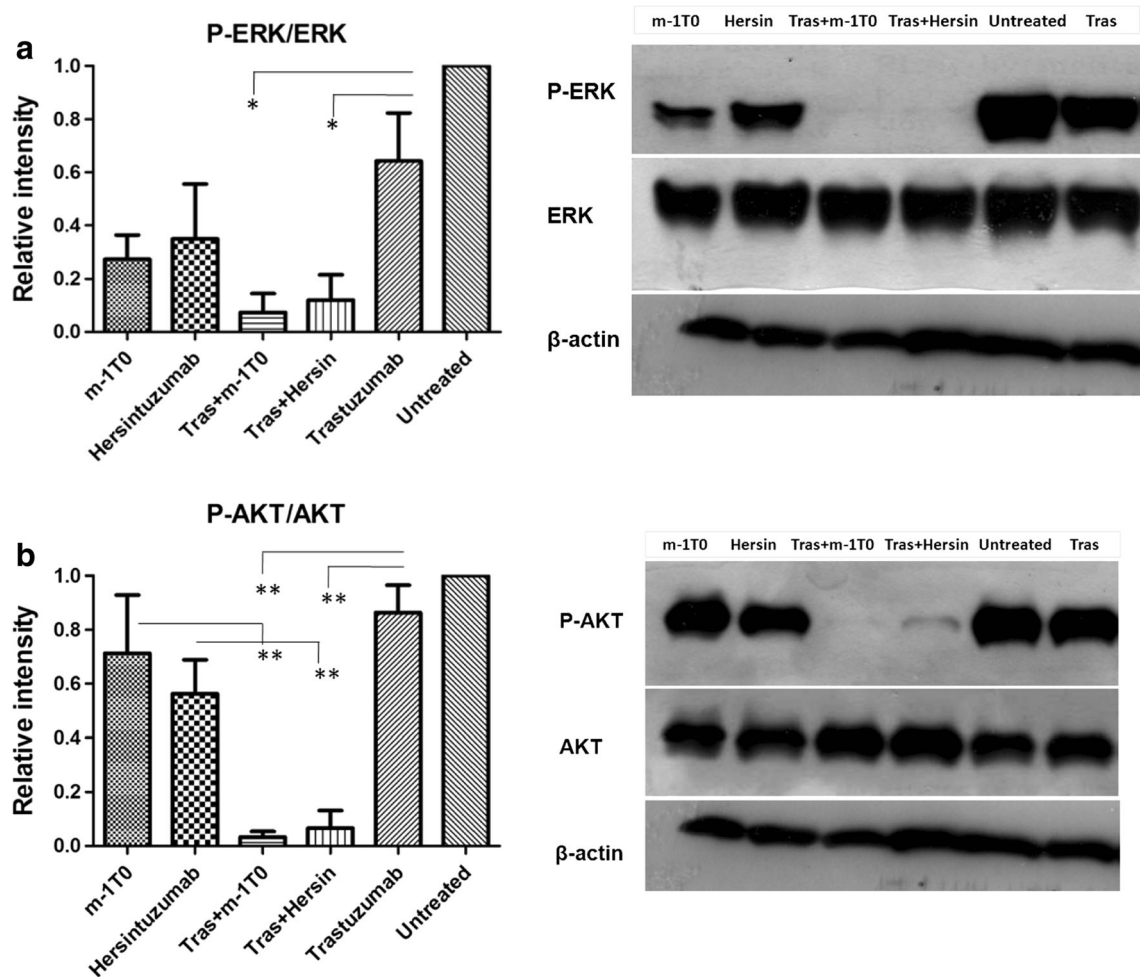 a
P-ERK/ERK
Relative intensity
1.0
0.8
0.6
0.4
0.2
0.0
*
*
m-1T0
Hersintuzumab
Tras+m-1T0
Tras+Hersin
Trastuzumab
Untreated
m-1T0 Hersin Tras+m-1T0 Tras+Hersin Untreated Tras
P-ERK
ERK
β-actin
b
P-AKT/AKT
Relative intensity
1.0
0.8
0.6
0.4
0.2
0.0
**
**
**
**
m-1T0
Hersintuzumab
Tras+m-1T0
Tras+Hersin
Trastuzumab
Untreated
m-1T0 Hersin Tras+m-1T0 Tras+Hersin Untreated Tras
P-AKT
AKT
β-actin